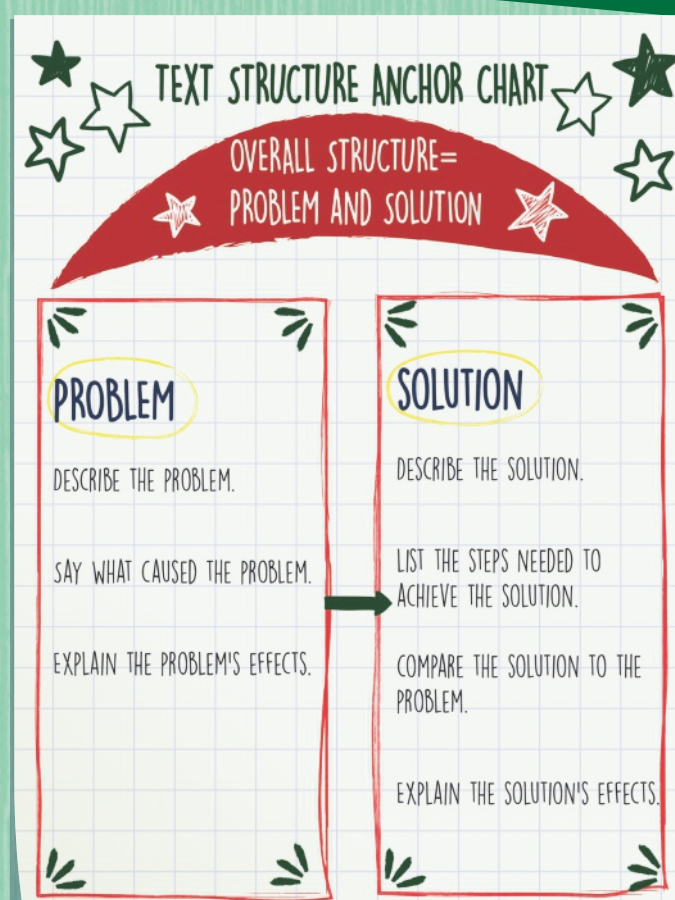 TEXT STRUCTURE ANCHOR CHART
OVERALL STRUCTURE=
PROBLEM AND SOLUTION
PROBLEM
DESCRIBE THE PROBLEM.
SAY WHAT CAUSED THE PROBLEM.
EXPLAIN THE PROBLEM'S EFFECTS.
SOLUTION
DESCRIBE THE SOLUTION.
LIST THE STEPS NEEDED TO
ACHIEVE THE SOLUTION.
COMPARE THE SOLUTION TO THE
PROBLEM.
EXPLAIN THE SOLUTION'S EFFECTS.